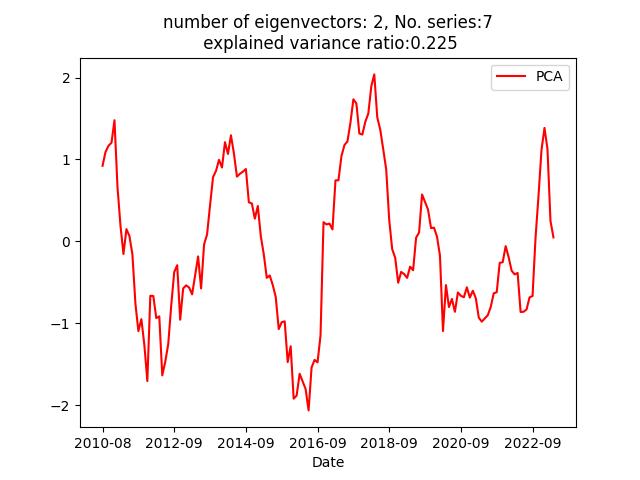 number of eigenvectors: 2, No. series:7
explained variance ratio:0.225
PCA
2
1
0
−1
−2
2010-08 2012-09 2014-09 2016-09 2018-09 2020-09 2022-09
Date